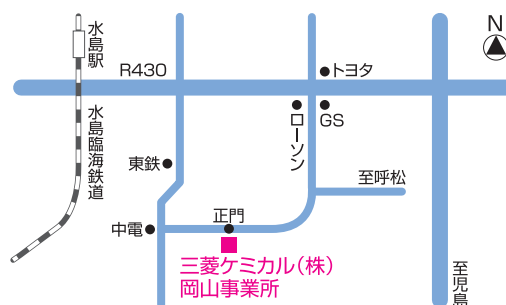 水島駅
水島臨海鉄道
R430
トヨタ
N
ローソン
GS
東鉄
至呼松
中電
正門
三菱ケミカル(株)
岡山事業所
至児島